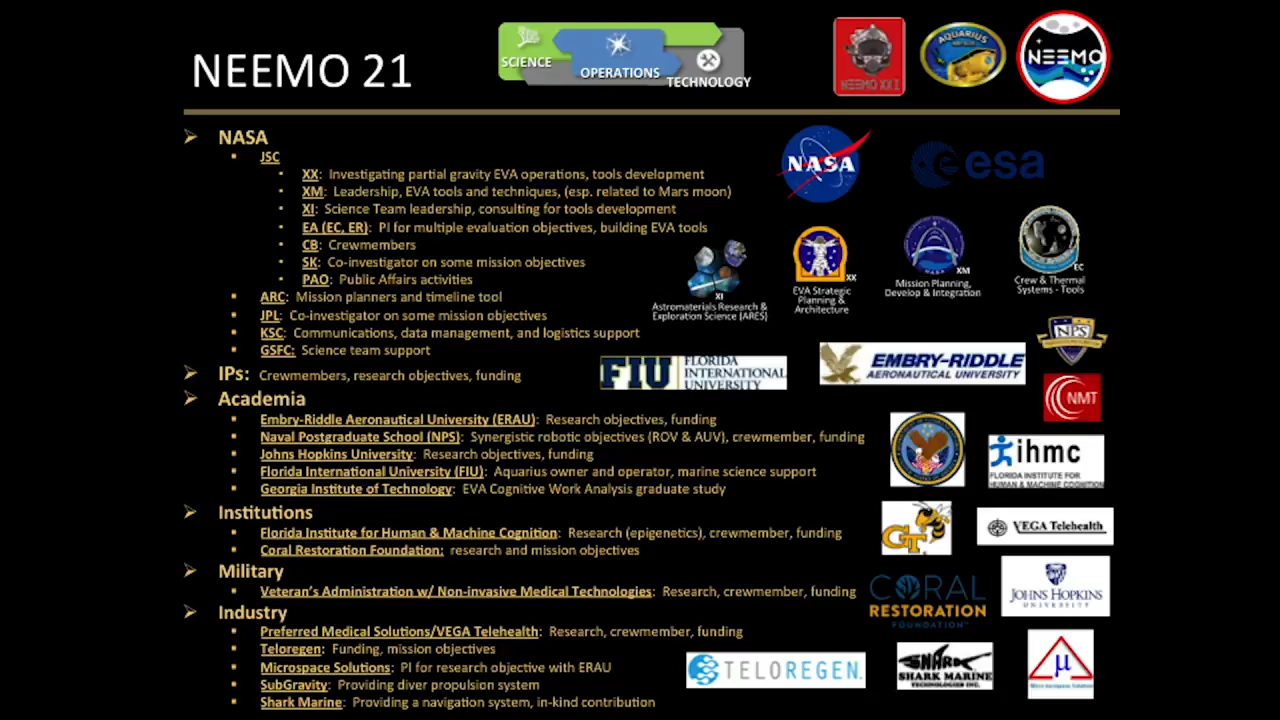 NEEMO 21
SCIENCE
OPERATIONS
TECHNOLOGY
NEEMO XXI
AQUARIUS
NEEMO
NASA
JSC
XX: Investigating partial gravity EVA operations, tools development
XM: Leadership, EVA tools and techniques, (esp. related to Mars moon)
XI: Science Team leadership, consulting for tools development
EA (EC, ER): PI for multiple evaluation objectives, building EVA tools
CB: Crewmembers
SK: Co-investigator on some mission objectives
PAO: Public Affairs activities
ARC: Mission planners and timeline tool
JPL: Co-investigator on some mission objectives
KSC: Communications, data management, and logistics support
GSFC: Science team support
IPs: Crewmembers, research objectives, funding
Academia
Embry-Riddle Aeronautical University (ERAU): Research objectives, funding
Naval Postgraduate School (NPS): Synergistic robotic objectives (ROV & AUV), crewmember, funding
Johns Hopkins University: Research objectives, funding
Florida International University (FIU): Aquarius owner and operator, marine science support
Georgia Institute of Technology: EVA Cognitive Work Analysis graduate study
Institutions
Florida Institute for Human & Machine Cognition: Research (epigenetics), crewmember, funding
Coral Restoration Foundation: research and mission objectives
Military
Veteran's Administration w/ Non-invasive Medical Technologies: Research, crewmember, funding
Industry
Preferred Medical Solutions/VEGA Telehealth: Research, crewmember, funding
Teloregen: Funding, mission objectives
Microspace Solutions: PI for research objective with ERAU
SubGravity: Providing diver propulsion system
Shark Marine: Providing a navigation system, in-kind contribution
NASA
esa
XI
Astromaterials Research &
Exploration Science (ARES)
XX
EVA Strategic
Planning &
Architecture
XM
Mission Planning,
Develop & Integration
EC
Crew & Thermal
Systems - Tools
FIU
FLORIDA
INTERNATIONAL
UNIVERSITY
EMBRY-RIDDLE
AERONAUTICAL UNIVERSITY
NPS
NMT
ihmc
FLORIDA INSTITUTE FOR
HUMAN & MACHINE COGNITION
GT
VEGA Telehealth
CORAL
RESTORATION
FOUNDATION™
JOHNS HOPKINS
UNIVERSITY
TELOREGEN
SHARK MARINE
TECHNOLOGIES INC.
μ